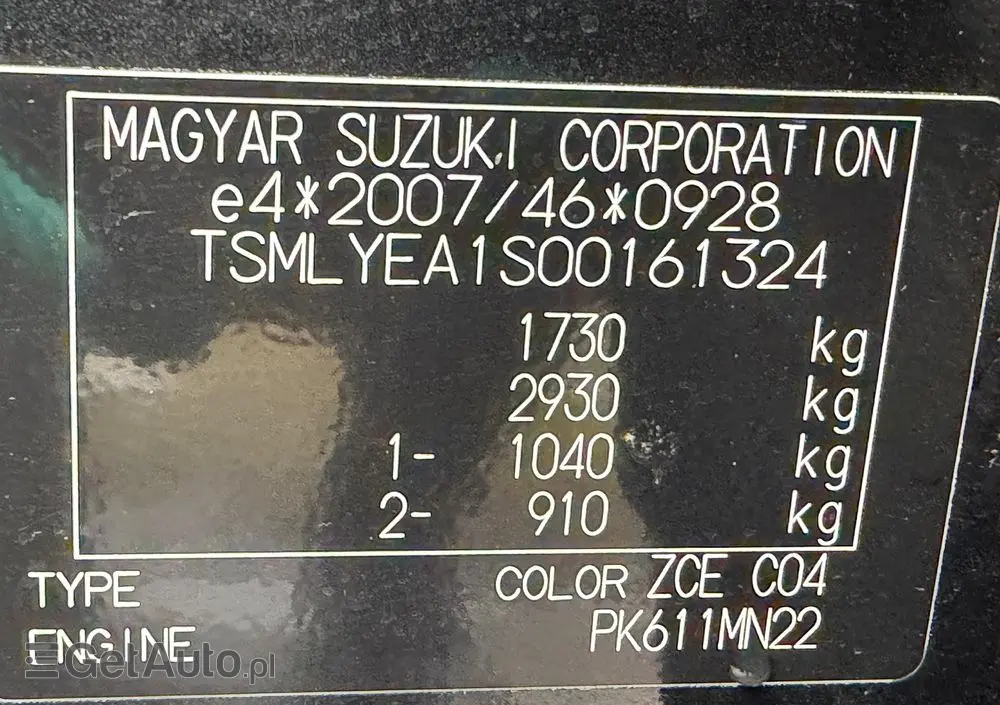 MAGYAR SUZUKI CORPORATION
e4*2007/46*0928
TSMLYEA1S00161324
1730 kg
2930 kg
1- 1040 kg
2- 910 kg
TYPE COLOR ZCE C04
ENGINE PK611MN22
GetAuto.pl